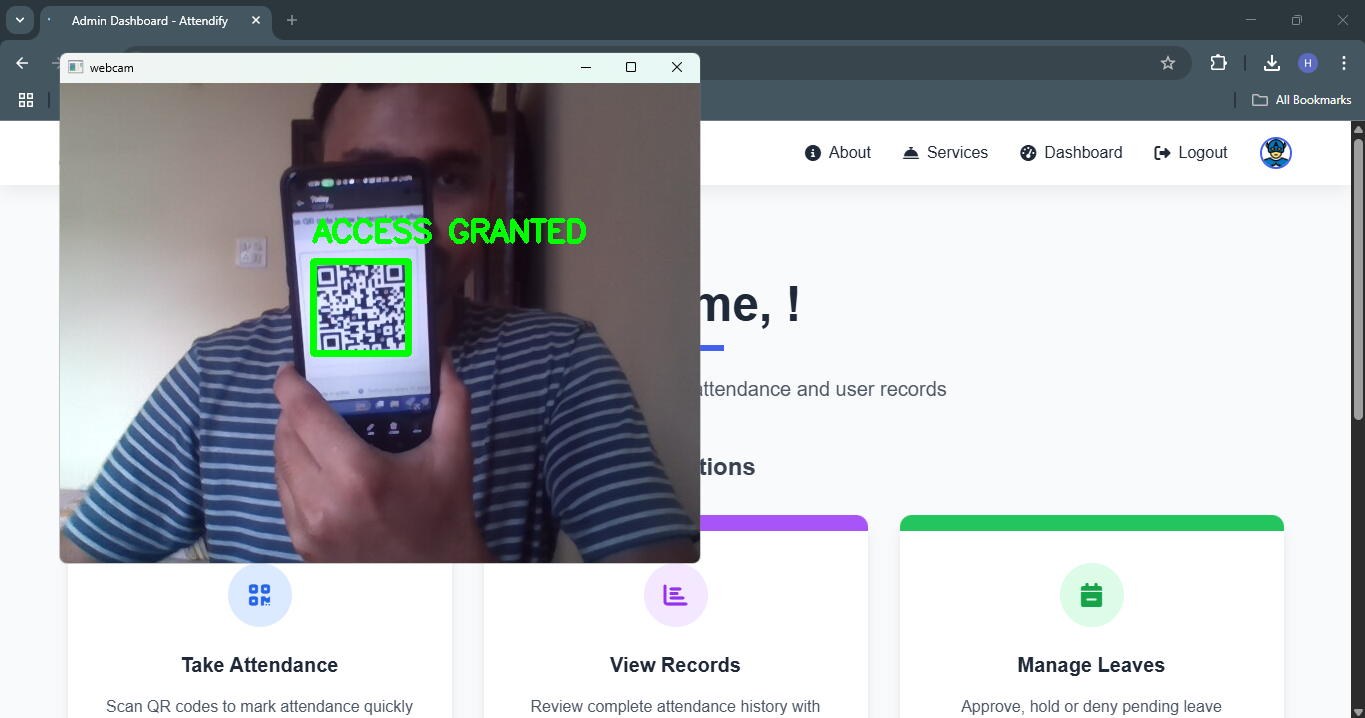 Admin Dashboard - Attendify
H
All Bookmarks
webcam
About
Services
Dashboard
Logout
Today
ACCESS GRANTED
me, !
attendance and user records
tions
Take Attendance
Scan QR codes to mark attendance quickly
View Records
Review complete attendance history with
Manage Leaves
Approve, hold or deny pending leave